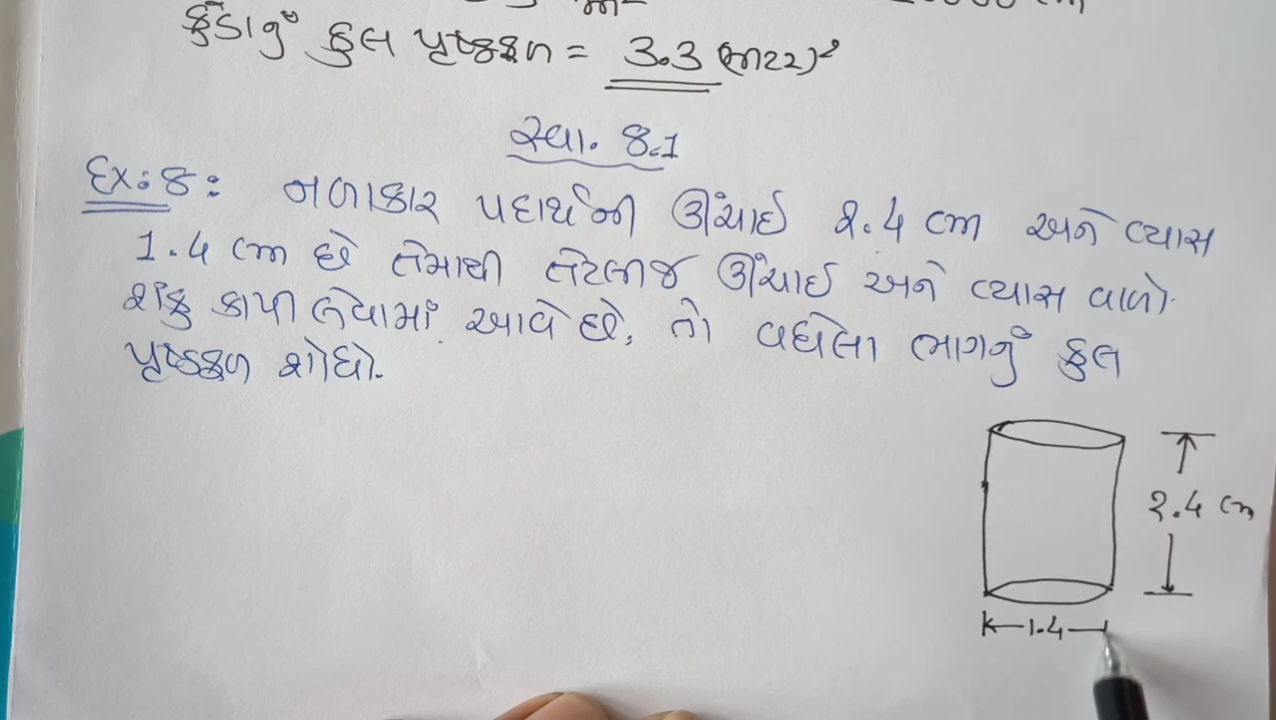 કુંડાનું કુલ પૃષ્ઠફળ = 3.3 (મીટર)²
સ્વા. 8.1
Ex:8: નળાકાર પદાર્થની ઊંચાઈ 2.4 cm અને વ્યાસ
1.4 cm છે તેમાથી તેટલીજ ઊંચાઈ અને વ્યાસ વાળો
શંકુ કાપી લેવામાં આવે છે, તો વધેલા ભાગનું કુલ
પૃષ્ઠફળ શોધો.
2.4 cm
1.4